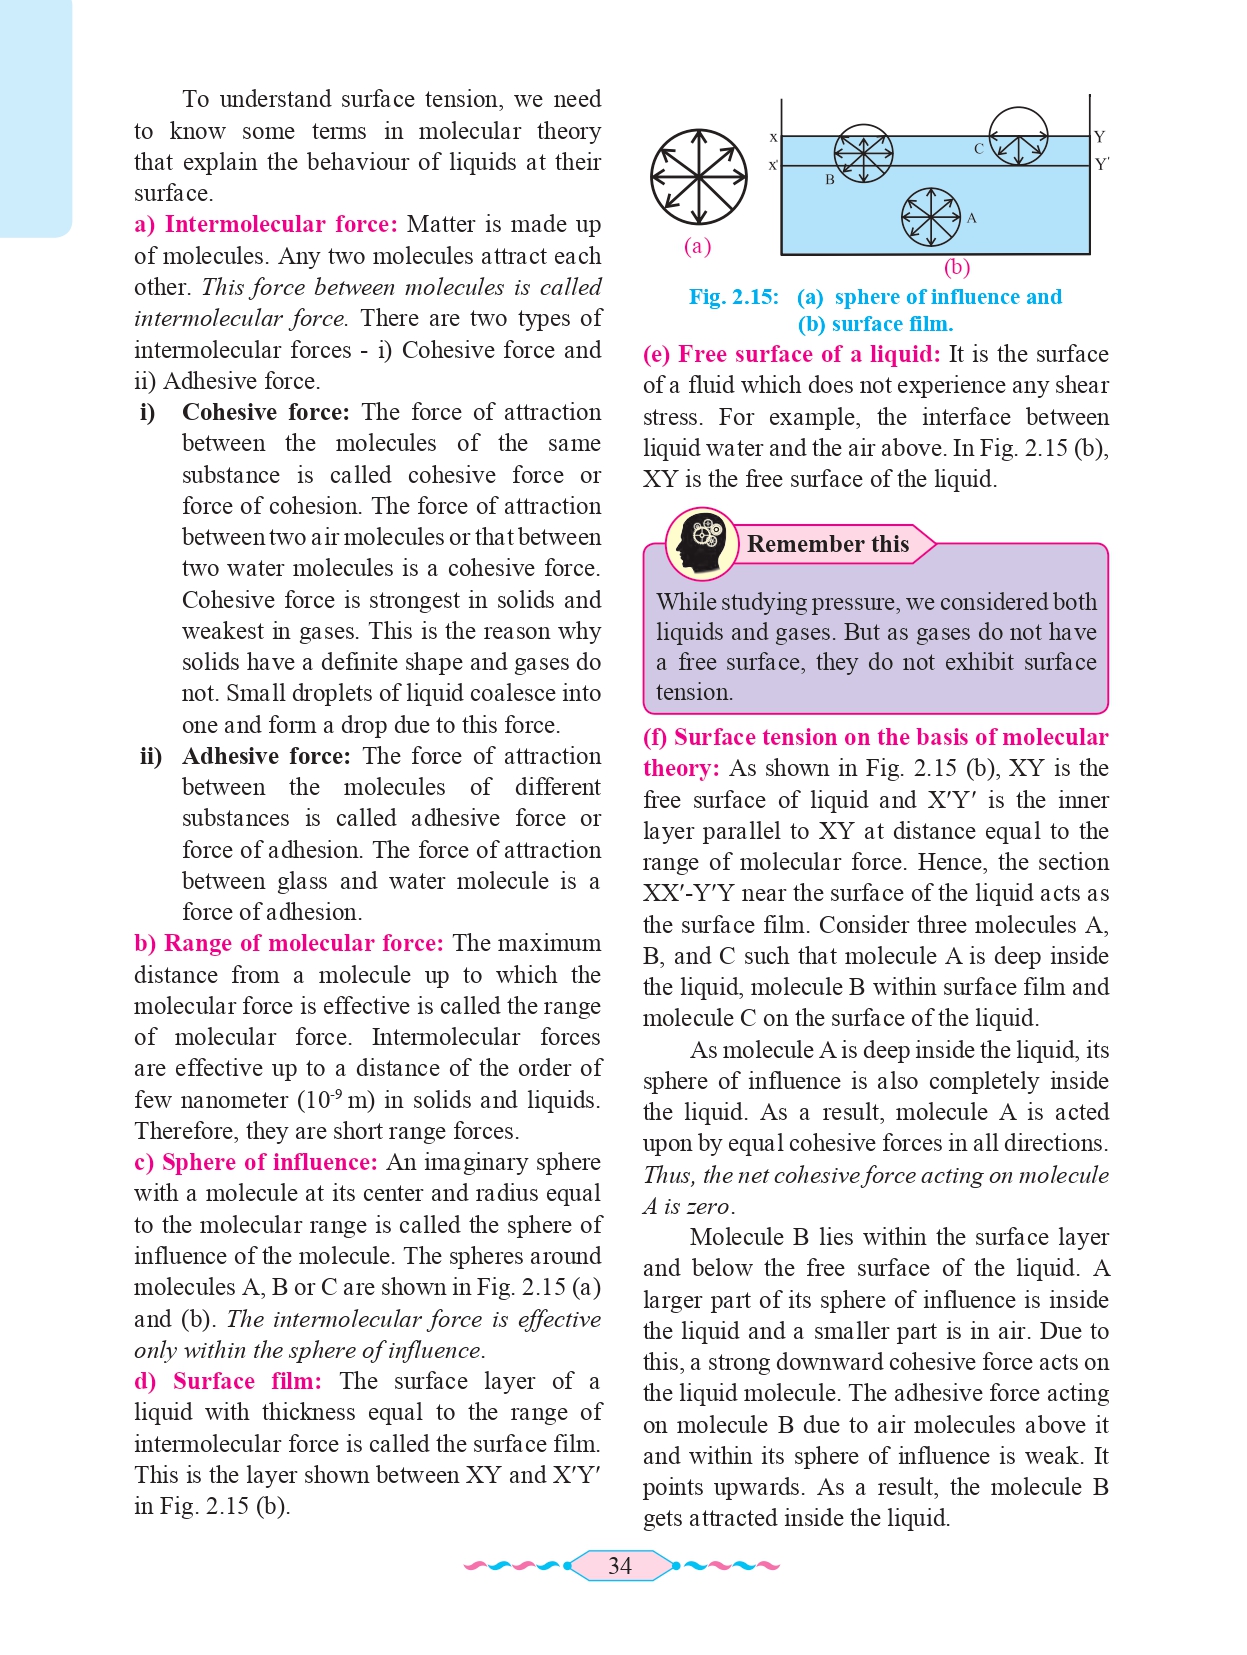 To understand surface tension, we need
to know some terms in molecular theory
that explain the behaviour of liquids at their
surface.
a) Intermolecular force: Matter is made up
of molecules. Any two molecules attract each
other. This force between molecules is called
intermolecular force. There are two types of
intermolecular forces - i) Cohesive force and
ii) Adhesive force.
i) Cohesive force: The force of attraction
between the molecules of the same
substance is called cohesive force or
force of cohesion. The force of attraction
between two air molecules or that between
two water molecules is a cohesive force.
Cohesive force is strongest in solids and
weakest in gases. This is the reason why
solids have a definite shape and gases do
not. Small droplets of liquid coalesce into
one and form a drop due to this force.
ii) Adhesive force: The force of attraction
between the molecules of different
substances is called adhesive force or
force of adhesion. The force of attraction
between glass and water molecule is a
force of adhesion.
b) Range of molecular force: The maximum
distance from a molecule up to which the
molecular force is effective is called the range
of molecular force. Intermolecular forces
are effective up to a distance of the order of
few nanometer (10⁻⁹ m) in solids and liquids.
Therefore, they are short range forces.
c) Sphere of influence: An imaginary sphere
with a molecule at its center and radius equal
to the molecular range is called the sphere of
influence of the molecule. The spheres around
molecules A, B or C are shown in Fig. 2.15 (a)
and (b). The intermolecular force is effective
only within the sphere of influence.
d) Surface film: The surface layer of a
liquid with thickness equal to the range of
intermolecular force is called the surface film.
This is the layer shown between XY and X′Y′
in Fig. 2.15 (b).
x
Y
x'
Y'
C
B
A
(a)
(b)
Fig. 2.15: (a) sphere of influence and
(b) surface film.
(e) Free surface of a liquid: It is the surface
of a fluid which does not experience any shear
stress. For example, the interface between
liquid water and the air above. In Fig. 2.15 (b),
XY is the free surface of the liquid.
Remember this
While studying pressure, we considered both
liquids and gases. But as gases do not have
a free surface, they do not exhibit surface
tension.
(f) Surface tension on the basis of molecular
theory: As shown in Fig. 2.15 (b), XY is the
free surface of liquid and X′Y′ is the inner
layer parallel to XY at distance equal to the
range of molecular force. Hence, the section
XX′-Y′Y near the surface of the liquid acts as
the surface film. Consider three molecules A,
B, and C such that molecule A is deep inside
the liquid, molecule B within surface film and
molecule C on the surface of the liquid.
As molecule A is deep inside the liquid, its
sphere of influence is also completely inside
the liquid. As a result, molecule A is acted
upon by equal cohesive forces in all directions.
Thus, the net cohesive force acting on molecule
A is zero.
Molecule B lies within the surface layer
and below the free surface of the liquid. A
larger part of its sphere of influence is inside
the liquid and a smaller part is in air. Due to
this, a strong downward cohesive force acts on
the liquid molecule. The adhesive force acting
on molecule B due to air molecules above it
and within its sphere of influence is weak. It
points upwards. As a result, the molecule B
gets attracted inside the liquid.
34